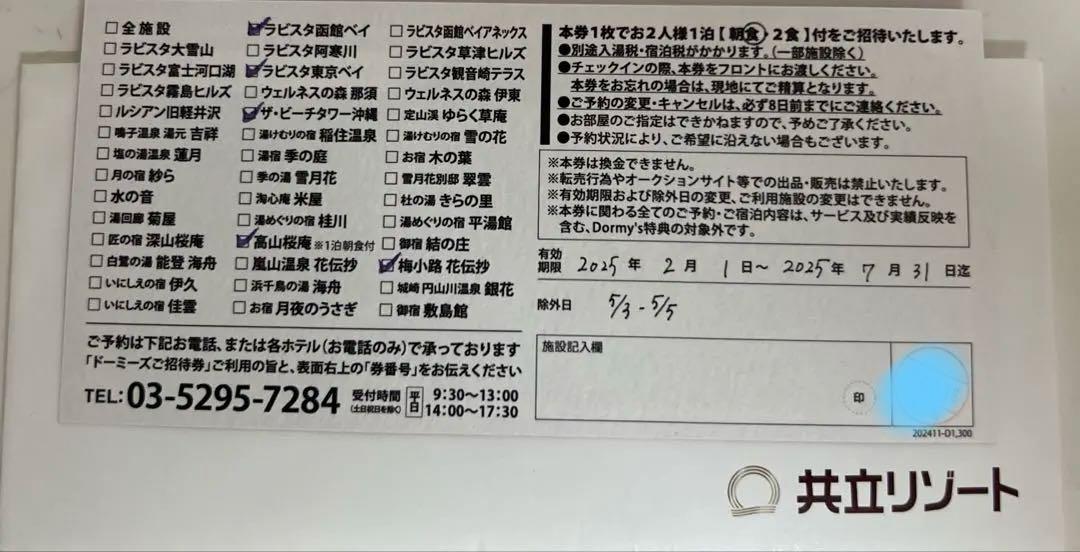 □全施設 ☑ラビスタ函館ベイ □ラビスタ函館ベイアネックス
□ラビスタ大雪山 □ラビスタ阿寒川 □ラビスタ草津ヒルズ
□ラビスタ富士河口湖 ☑ラビスタ東京ベイ □ラビスタ観音崎テラス
□ラビスタ霧島ヒルズ □ウェルネスの森 那須 □ウェルネスの森 伊東
□ルシアン旧軽井沢 ☑ザ・ビーチタワー沖縄 □定山渓 ゆらく草庵
□鳴子温泉 湯元 吉祥 □湯けむりの宿 稲住温泉 □湯けむりの宿 雪の花
□塩の湯温泉 蓮月 □湯宿 季の庭 □お宿 木の葉
□月の宿 紗ら □季の湯 雪月花 □雪月花別邸 翠雲
□水の音 □淘心庵 米屋 □杜の湯 きらの里
□湯回廊 菊屋 □湯めぐりの宿 桂川 □湯めぐりの宿 平湯館
□匠の宿 深山桜庵 ☑高山桜庵 ※1泊朝食付 □御宿 結の庄
□白鷺の湯 能登 海舟 □嵐山温泉 花伝抄 ☑梅小路 花伝抄
□いにしえの宿 伊久 □浜千鳥の湯 海舟 □城崎 円山川温泉 銀花
□いにしえの宿 佳雲 □お宿 月夜のうさぎ □御宿 敷島館
ご予約は下記お電話、または各ホテル(お電話のみ)で承っております
「ドーミーズご招待券」ご利用の旨と、表面右上の「券番号」をお伝えください
TEL:03-5295-7284 受付時間 (土日祝日を除く) 平日 9:30～13:00
14:00～17:30
本券1枚でお2人様1泊【朝食・2食】付をご招待いたします。
●別途入湯税・宿泊税がかかります。(一部施設除く)
●チェックインの際、本券をフロントにお渡しください。
本券をお忘れの場合は、現地にてご精算となります。
●ご予約の変更・キャンセルは、必ず8日前までにご連絡ください。
●お部屋のご指定はできかねますので、予めご了承ください。
●予約状況により、ご希望に沿えない場合もございます。
※本券は換金できません。
※転売行為やオークションサイト等での出品・販売は禁止いたします。
※有効期限および除外日の変更、ご利用施設の変更はできません。
※本券に関わる全てのご予約・ご宿泊内容は、サービス及び実績反映を
含む、Dormy's特典の対象外です。
有効期限 2025年 2月 1日～2025年 7月 31日迄
除外日 5/3-5/5
施設記入欄
印
202411-D1,300
共立リゾート